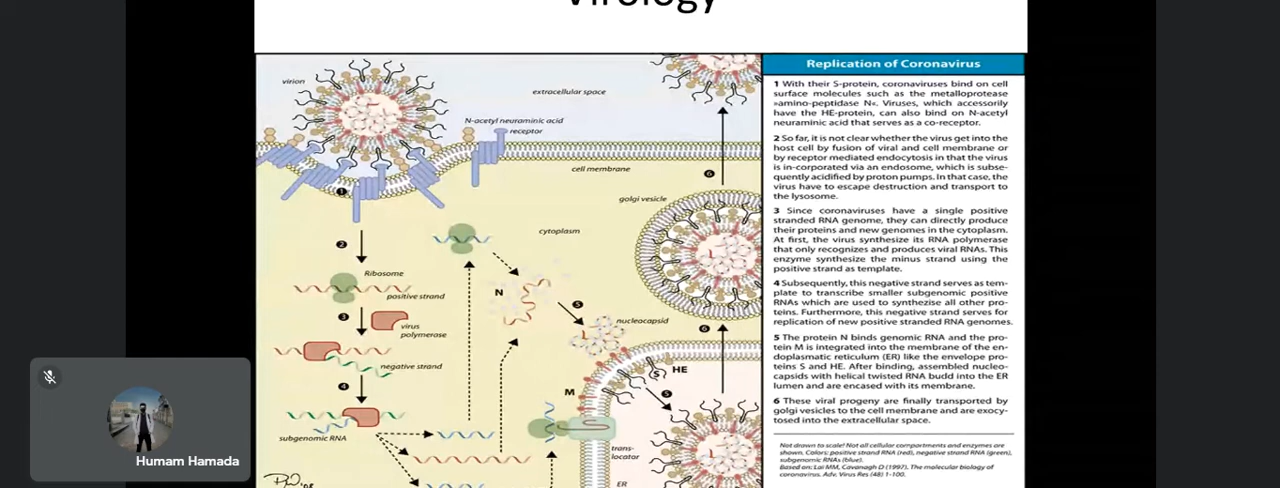 Virology
virion
extracellular space
N-acetyl neuraminic acid
receptor
cell membrane
golgi vesicle
cytoplasm
Ribosome
positive strand
virus
polymerase
negative strand
subgenomic RNA
N
nucleocapsid
M
S
HE
trans-
locator
ER
1
2
3
4
5
5
6
6
Replication of Coronavirus
1 With their S-protein, coronaviruses bind on cell
surface molecules such as the metalloprotease
»amino-peptidase N«. Viruses, which accessorily
have the HE-protein, can also bind on N-acetyl
neuraminic acid that serves as a co-receptor.
2 So far, it is not clear whether the virus get into the
host cell by fusion of viral and cell membrane or
by receptor mediated endocytosis in that the virus
is in-corporated via an endosome, which is subse-
quently acidified by proton pumps. In that case, the
virus have to escape destruction and transport to
the lysosome.
3 Since coronaviruses have a single positive
stranded RNA genome, they can directly produce
their proteins and new genomes in the cytoplasm.
At first, the virus synthesize its RNA polymerase
that only recognizes and produces viral RNAs. This
enzyme synthesize the minus strand using the
positive strand as template.
4 Subsequently, this negative strand serves as tem-
plate to transcribe smaller subgenomic positive
RNAs which are used to synthezise all other pro-
teins. Furthermore, this negative strand serves for
replication of new positive stranded RNA genomes.
5 The protein N binds genomic RNA and the pro-
tein M is integrated into the membrane of the en-
doplasmatic reticulum (ER) like the envelope pro-
teins S and HE. After binding, assembled nucleo-
capsids with helical twisted RNA budd into the ER
lumen and are encased with its membrane.
6 These viral progeny are finally transported by
golgi vesicles to the cell membrane and are exocy-
tosed into the extracellular space.
Not drawn to scale! Not all cellular compartments and enzymes are
shown. Colors: positive strand RNA (red), negative strand RNA (green),
subgenomic RNAs (blue).
Based on: Lai MM, Cavanagh D (1997). The molecular biology of
coronavirus. Adv. Virus Res (48) 1-100.
Humam Hamada